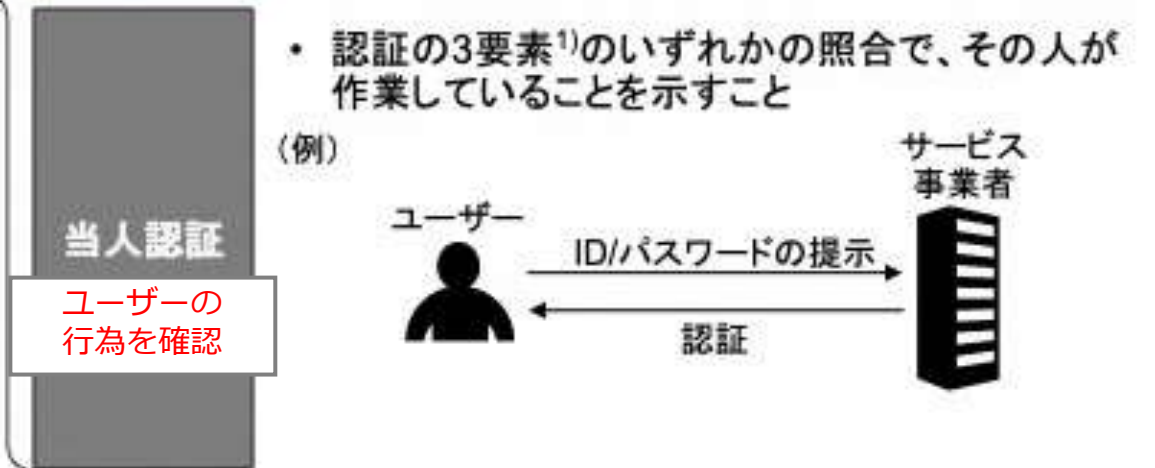 ・ 認証の3要素1)のいずれかの照合で、その人が
作業していることを示すこと
(例)
サービス
事業者
ユーザー
ID/パスワードの提示
認証
当人認証
ユーザーの
行為を確認